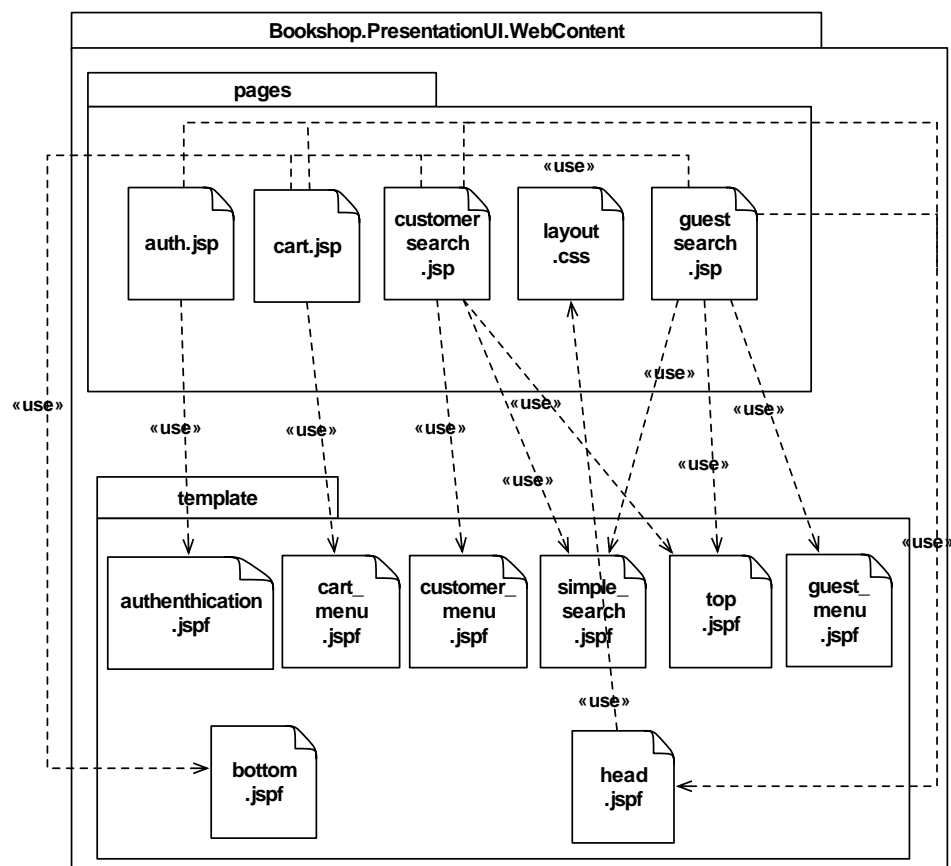 Bookshop.PresentationUI.WebContent
pages
«use»
auth.jsp
cart.jsp
customer
search
.jsp
layout
.css
guest
search
.jsp
«use»
«use»
«use»
«use»
«use»
«use»
«use»
«use»
«use»
«use»
template
«use»
authenthication
.jspf
cart_
menu
.jspf
customer_
menu
.jspf
simple_
search
.jspf
top
.jspf
guest_
menu
.jspf
«use»
bottom
.jspf
head
.jspf